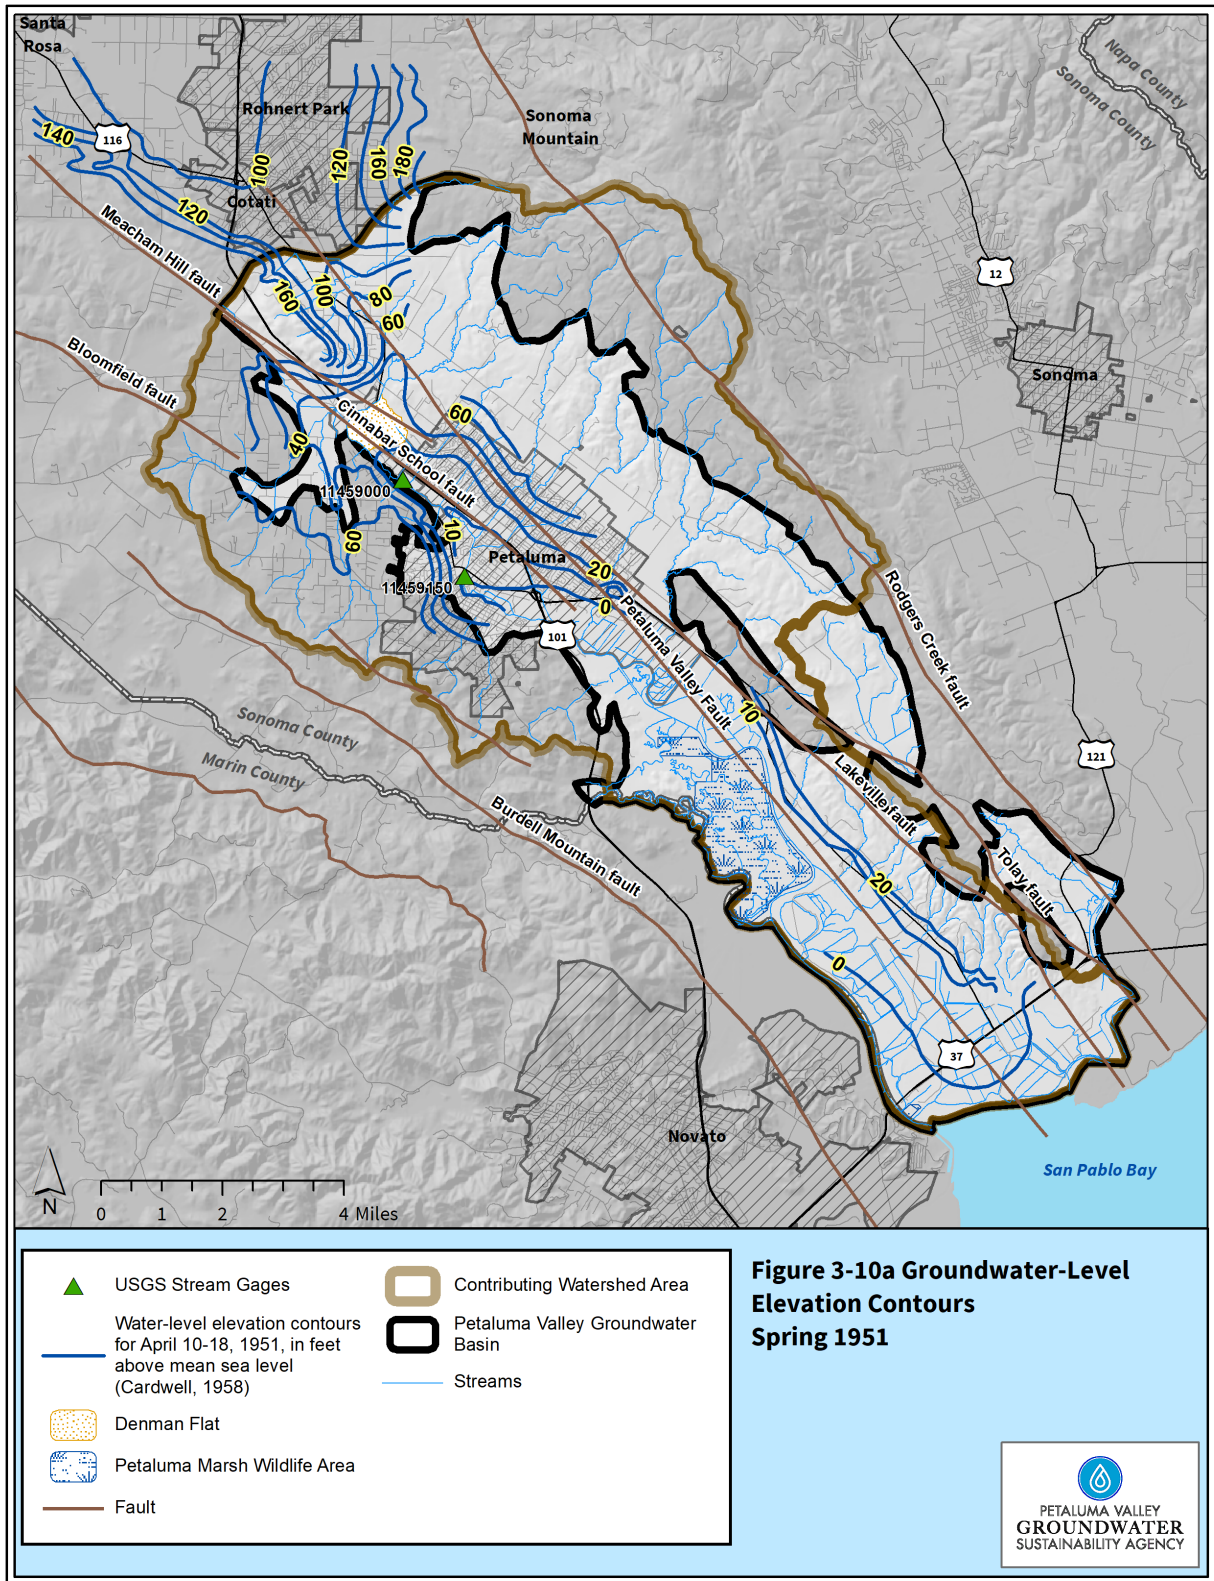 Santa
Rosa
Napa County
Sonoma County
Rohnert Park
Sonoma
Mountain
140
116
100
120
160
180
120
Cotati
Meacham Hill fault
12
160
100
80
60
Bloomfield fault
Sonoma
Cinnabar School fault
60
40
11459000
60
10
Petaluma
20
11459150
0
Petaluma Valley Fault
Rodgers Creek fault
101
10
Sonoma County
Marin County
121
Lakeville fault
Burdell Mountain fault
20
Tolay fault
0
37
Novato
San Pablo Bay
N
0 1 2 4 Miles
USGS Stream Gages
Water-level elevation contours
for April 10-18, 1951, in feet
above mean sea level
(Cardwell, 1958)
Denman Flat
Petaluma Marsh Wildlife Area
Fault
Contributing Watershed Area
Petaluma Valley Groundwater
Basin
Streams
Figure 3-10a Groundwater-Level
Elevation Contours
Spring 1951
PETALUMA VALLEY
GROUNDWATER
SUSTAINABILITY AGENCY